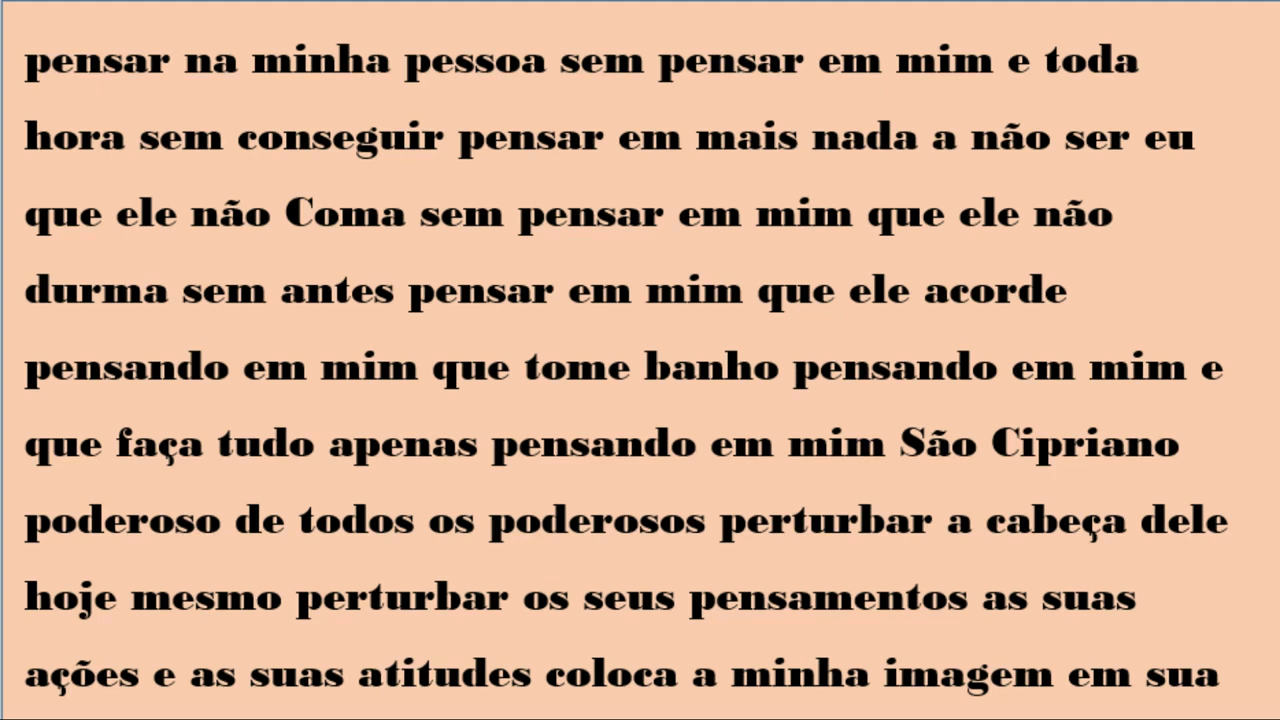 pensar na minha pessoa sem pensar em mim e toda
hora sem conseguir pensar em mais nada a não ser eu
que ele não Coma sem pensar em mim que ele não
durma sem antes pensar em mim que ele acorde
pensando em mim que tome banho pensando em mim e
que faça tudo apenas pensando em mim São Cipriano
poderoso de todos os poderosos perturbar a cabeça dele
hoje mesmo perturbar os seus pensamentos as suas
ações e as suas atitudes coloca a minha imagem em sua